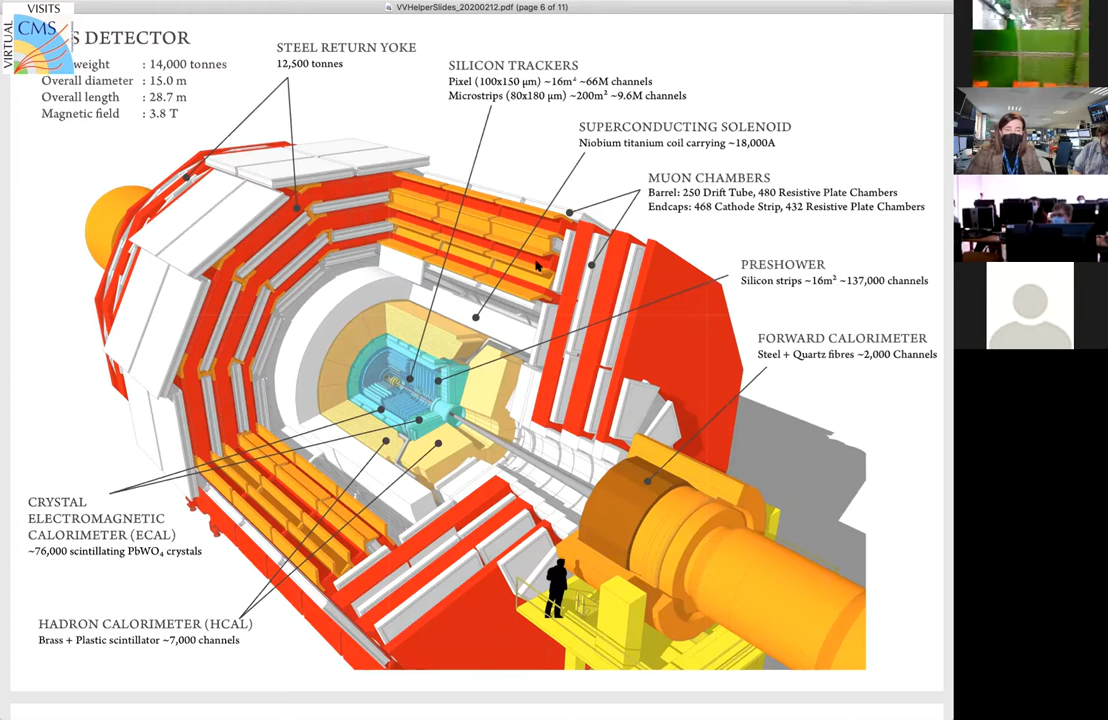 VVHelperSlides_20200212.pdf (page 6 of 11)
VIRTUAL
VISITS
CMS
S DETECTOR
weight : 14,000 tonnes
Overall diameter : 15.0 m
Overall length : 28.7 m
Magnetic field : 3.8 T
STEEL RETURN YOKE
12,500 tonnes
SILICON TRACKERS
Pixel (100x150 μm) ~16m² ~66M channels
Microstrips (80x180 μm) ~200m² ~9.6M channels
SUPERCONDUCTING SOLENOID
Niobium titanium coil carrying ~18,000A
MUON CHAMBERS
Barrel: 250 Drift Tube, 480 Resistive Plate Chambers
Endcaps: 468 Cathode Strip, 432 Resistive Plate Chambers
PRESHOWER
Silicon strips ~16m² ~137,000 channels
FORWARD CALORIMETER
Steel + Quartz fibres ~2,000 Channels
CRYSTAL
ELECTROMAGNETIC
CALORIMETER (ECAL)
~76,000 scintillating PbWO₄ crystals
HADRON CALORIMETER (HCAL)
Brass + Plastic scintillator ~7,000 channels